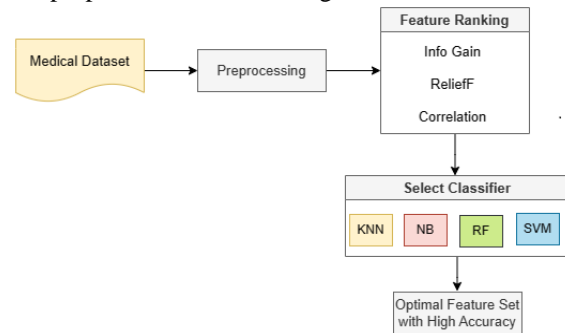 Feature Ranking
Medical Dataset
Preprocessing
Info Gain
ReliefF
Correlation
Select Classifier
KNN NB RF SVM
Optimal Feature Set
with High Accuracy